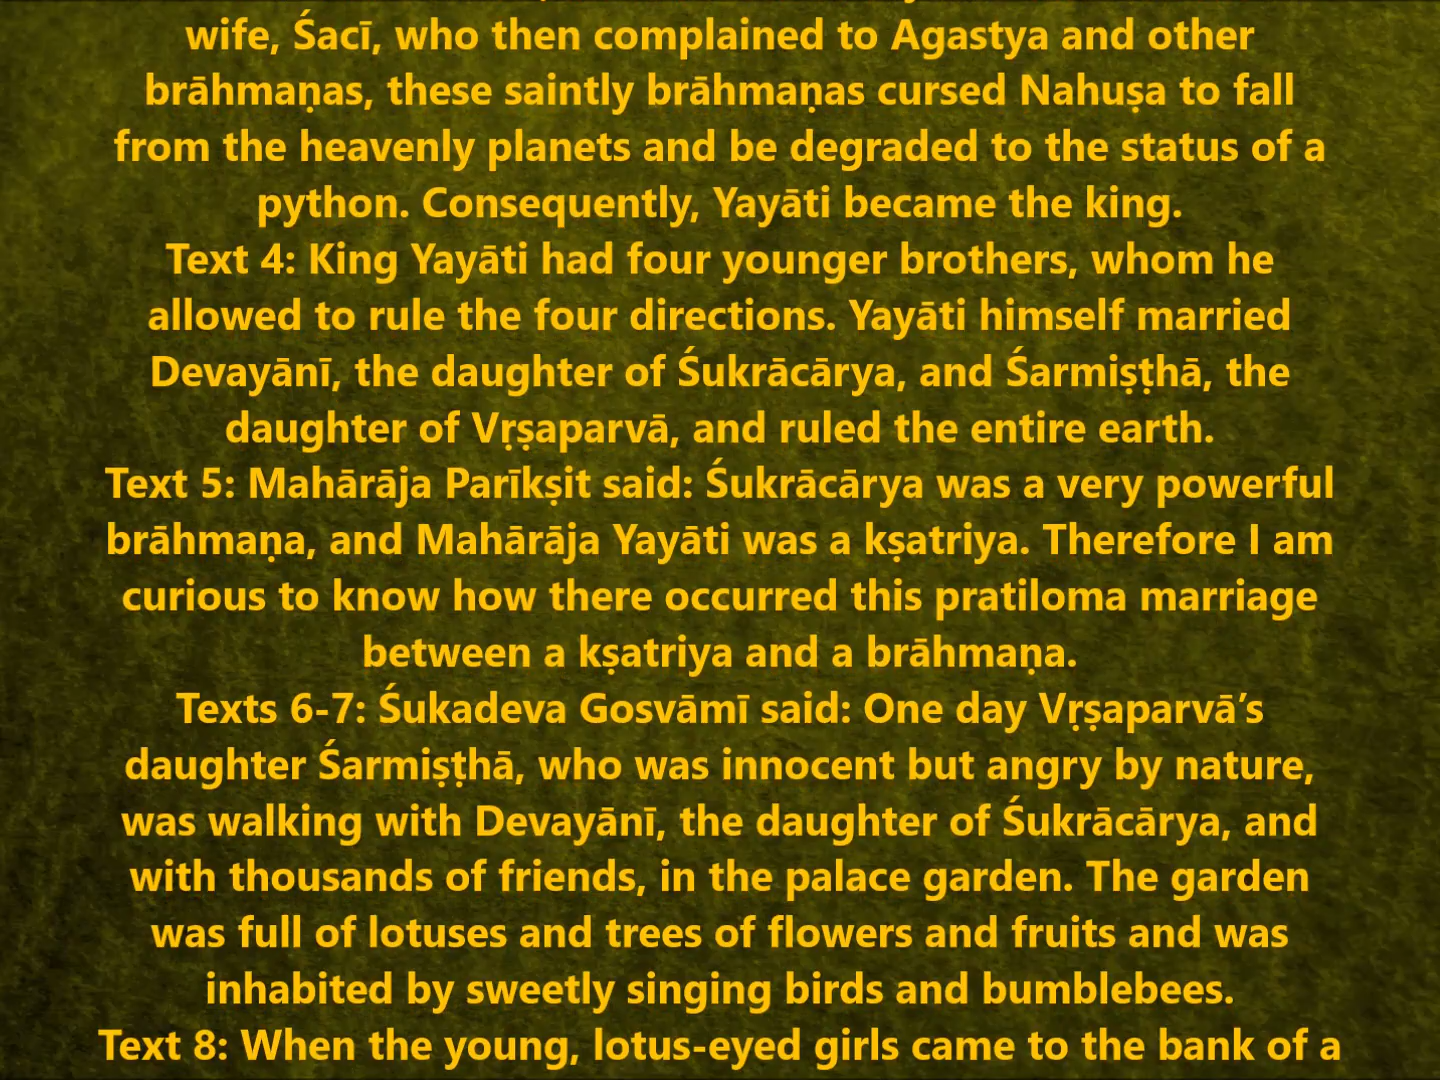 wife, Śacī, who then complained to Agastya and other
brāhmaṇas, these saintly brāhmaṇas cursed Nahuṣa to fall
from the heavenly planets and be degraded to the status of a
python. Consequently, Yayāti became the king.
Text 4: King Yayāti had four younger brothers, whom he
allowed to rule the four directions. Yayāti himself married
Devayānī, the daughter of Śukrācārya, and Śarmiṣṭhā, the
daughter of Vṛṣaparvā, and ruled the entire earth.
Text 5: Mahārāja Parīkṣit said: Śukrācārya was a very powerful
brāhmaṇa, and Mahārāja Yayāti was a kṣatriya. Therefore I am
curious to know how there occurred this pratiloma marriage
between a kṣatriya and a brāhmaṇa.
Texts 6-7: Śukadeva Gosvāmī said: One day Vṛṣaparvā’s
daughter Śarmiṣṭhā, who was innocent but angry by nature,
was walking with Devayānī, the daughter of Śukrācārya, and
with thousands of friends, in the palace garden. The garden
was full of lotuses and trees of flowers and fruits and was
inhabited by sweetly singing birds and bumblebees.
Text 8: When the young, lotus-eyed girls came to the bank of a